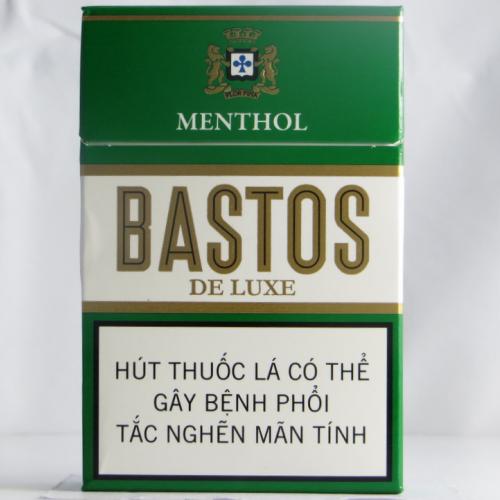 MENTHOL
BASTOS
DE LUXE
HÚT THUỐC LÁ CÓ THỂ
GÂY BỆNH PHỔI
TẮC NGHẼN MÃN TÍNH